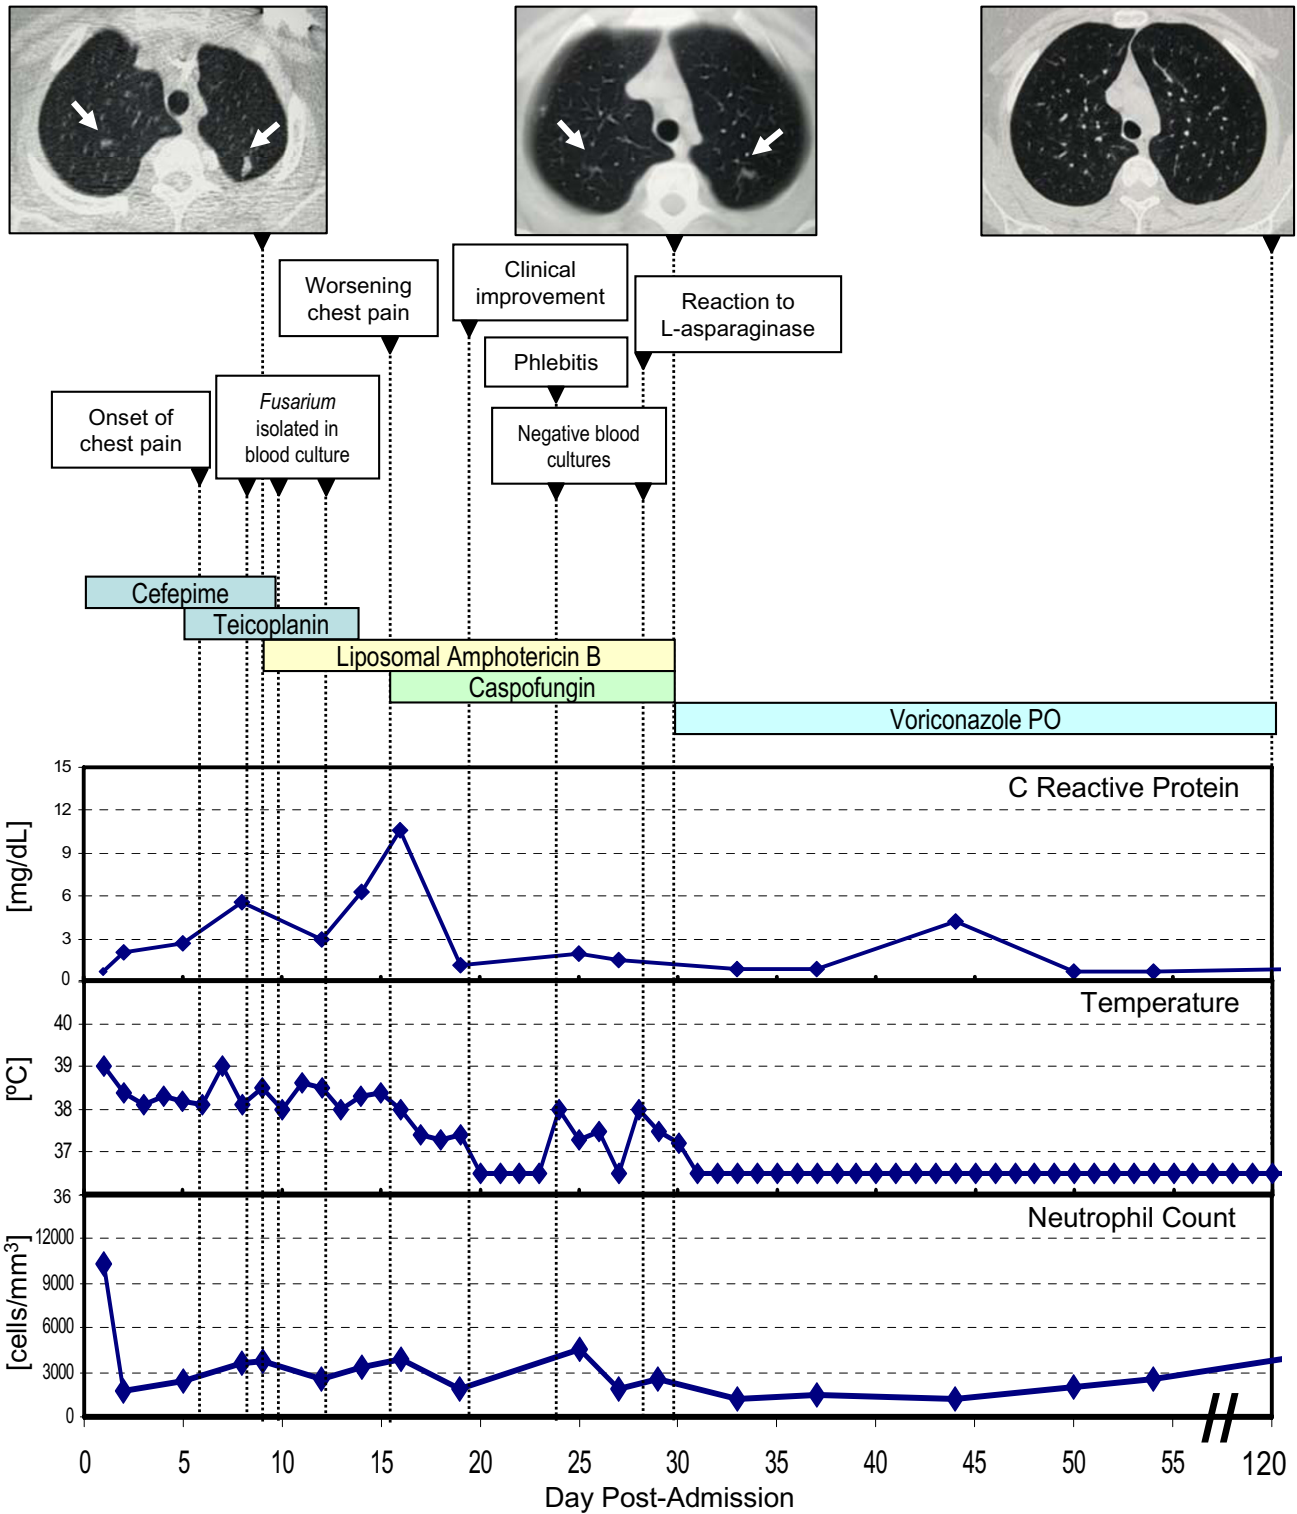 Worsening
chest pain
Clinical
improvement
Reaction to
L-asparaginase
Phlebitis
Onset of
chest pain
Fusarium
isolated in
blood culture
Negative blood
cultures
Cefepime
Teicoplanin
Liposomal Amphotericin B
Caspofungin
Voriconazole PO
C Reactive Protein
[mg/dL]
15
12
9
6
3
0
Temperature
[ºC]
40
39
38
37
36
Neutrophil Count
[cells/mm³]
12000
9000
6000
3000
0
0 5 10 15 20 25 30 35 40 45 50 55 120
Day Post-Admission